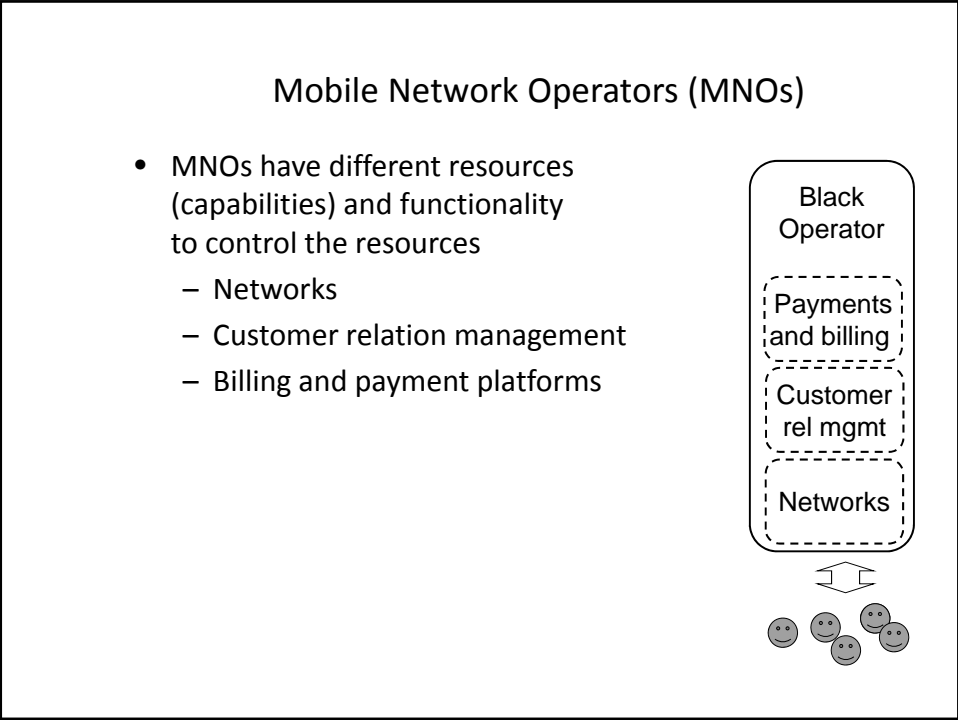 Mobile Network Operators (MNOs)
• MNOs have different resources
(capabilities) and functionality
to control the resources
– Networks
– Customer relation management
– Billing and payment platforms
Black
Operator
Payments
and billing
Customer
rel mgmt
Networks